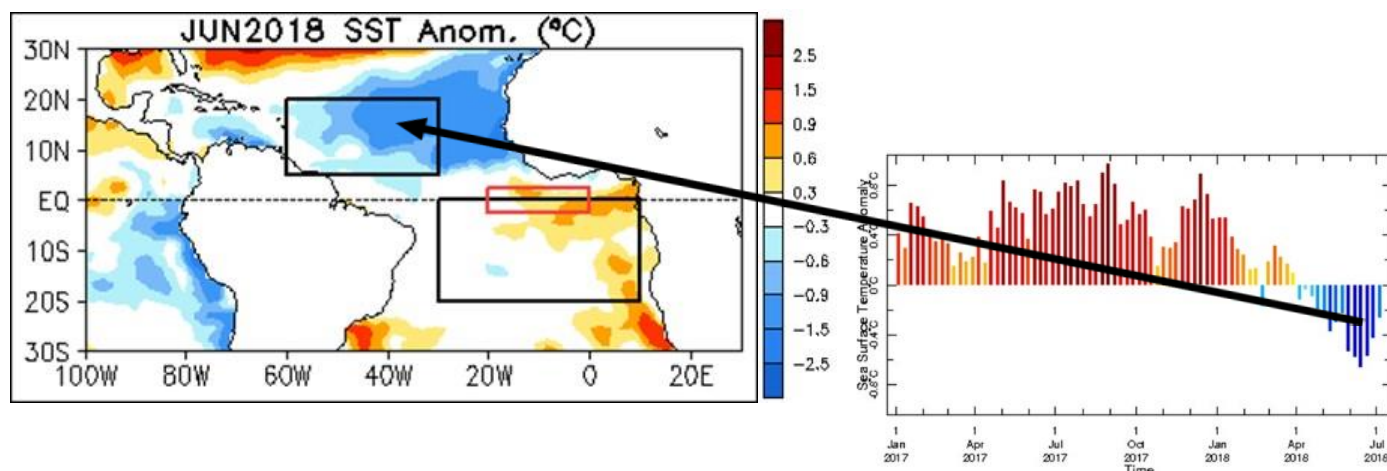 JUN2018 SST Anom. (ºC)
30N
20N
10N
EQ
10S
20S
30S
100W 80W 60W 40W 20W 0 20E
2.5
1.5
0.9
0.6
0.3
-0.3
-0.6
-0.9
-1.5
-2.5
Sea Surface Temperature Anomaly
0.8°C
0.4°C
0°C
-0.4°C
-0.8°C
1 1 1 1 1 1 1
Jan Apr Jul Oct Jan Apr Jul
2017 2017 2017 2017 2018 2018 2018
Time